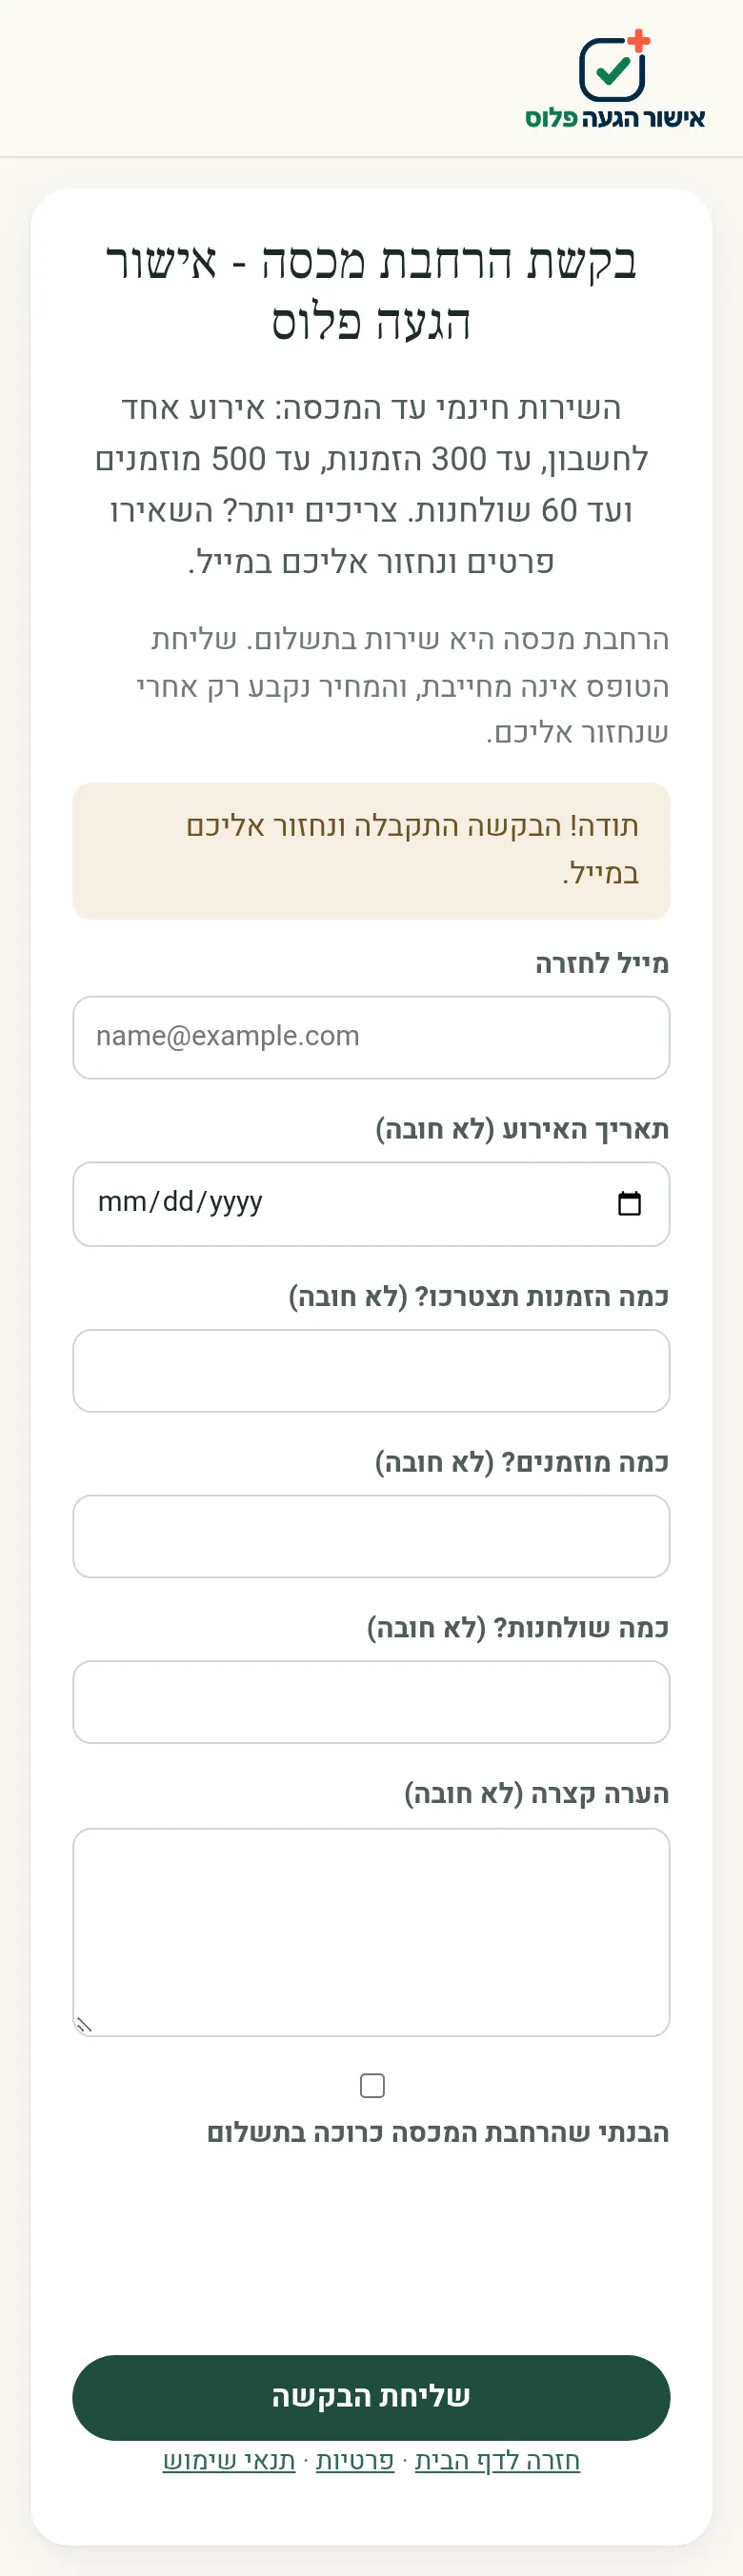 אישור הגעה פלוס
בקשת הרחבת מכסה - אישור
הגעה פלוס
השירות חינמי עד המכסה: אירוע אחד
לחשבון, עד 300 הזמנות, עד 500 מוזמנים
ועד 60 שולחנות. צריכים יותר? השאירו
פרטים ונחזור אליכם במייל.
הרחבת מכסה היא שירות בתשלום. שליחת
הטופס אינה מחייבת, והמחיר נקבע רק אחרי
שנחזור אליכם.
תודה! הבקשה התקבלה ונחזור אליכם
במייל.
מייל לחזרה
name@example.com
תאריך האירוע (לא חובה)
mm/dd/yyyy
כמה הזמנות תצטרכו? (לא חובה)
כמה מוזמנים? (לא חובה)
כמה שולחנות? (לא חובה)
הערה קצרה (לא חובה)
הבנתי שהרחבת המכסה כרוכה בתשלום
שליחת הבקשה
חזרה לדף הבית · פרטיות · תנאי שימוש